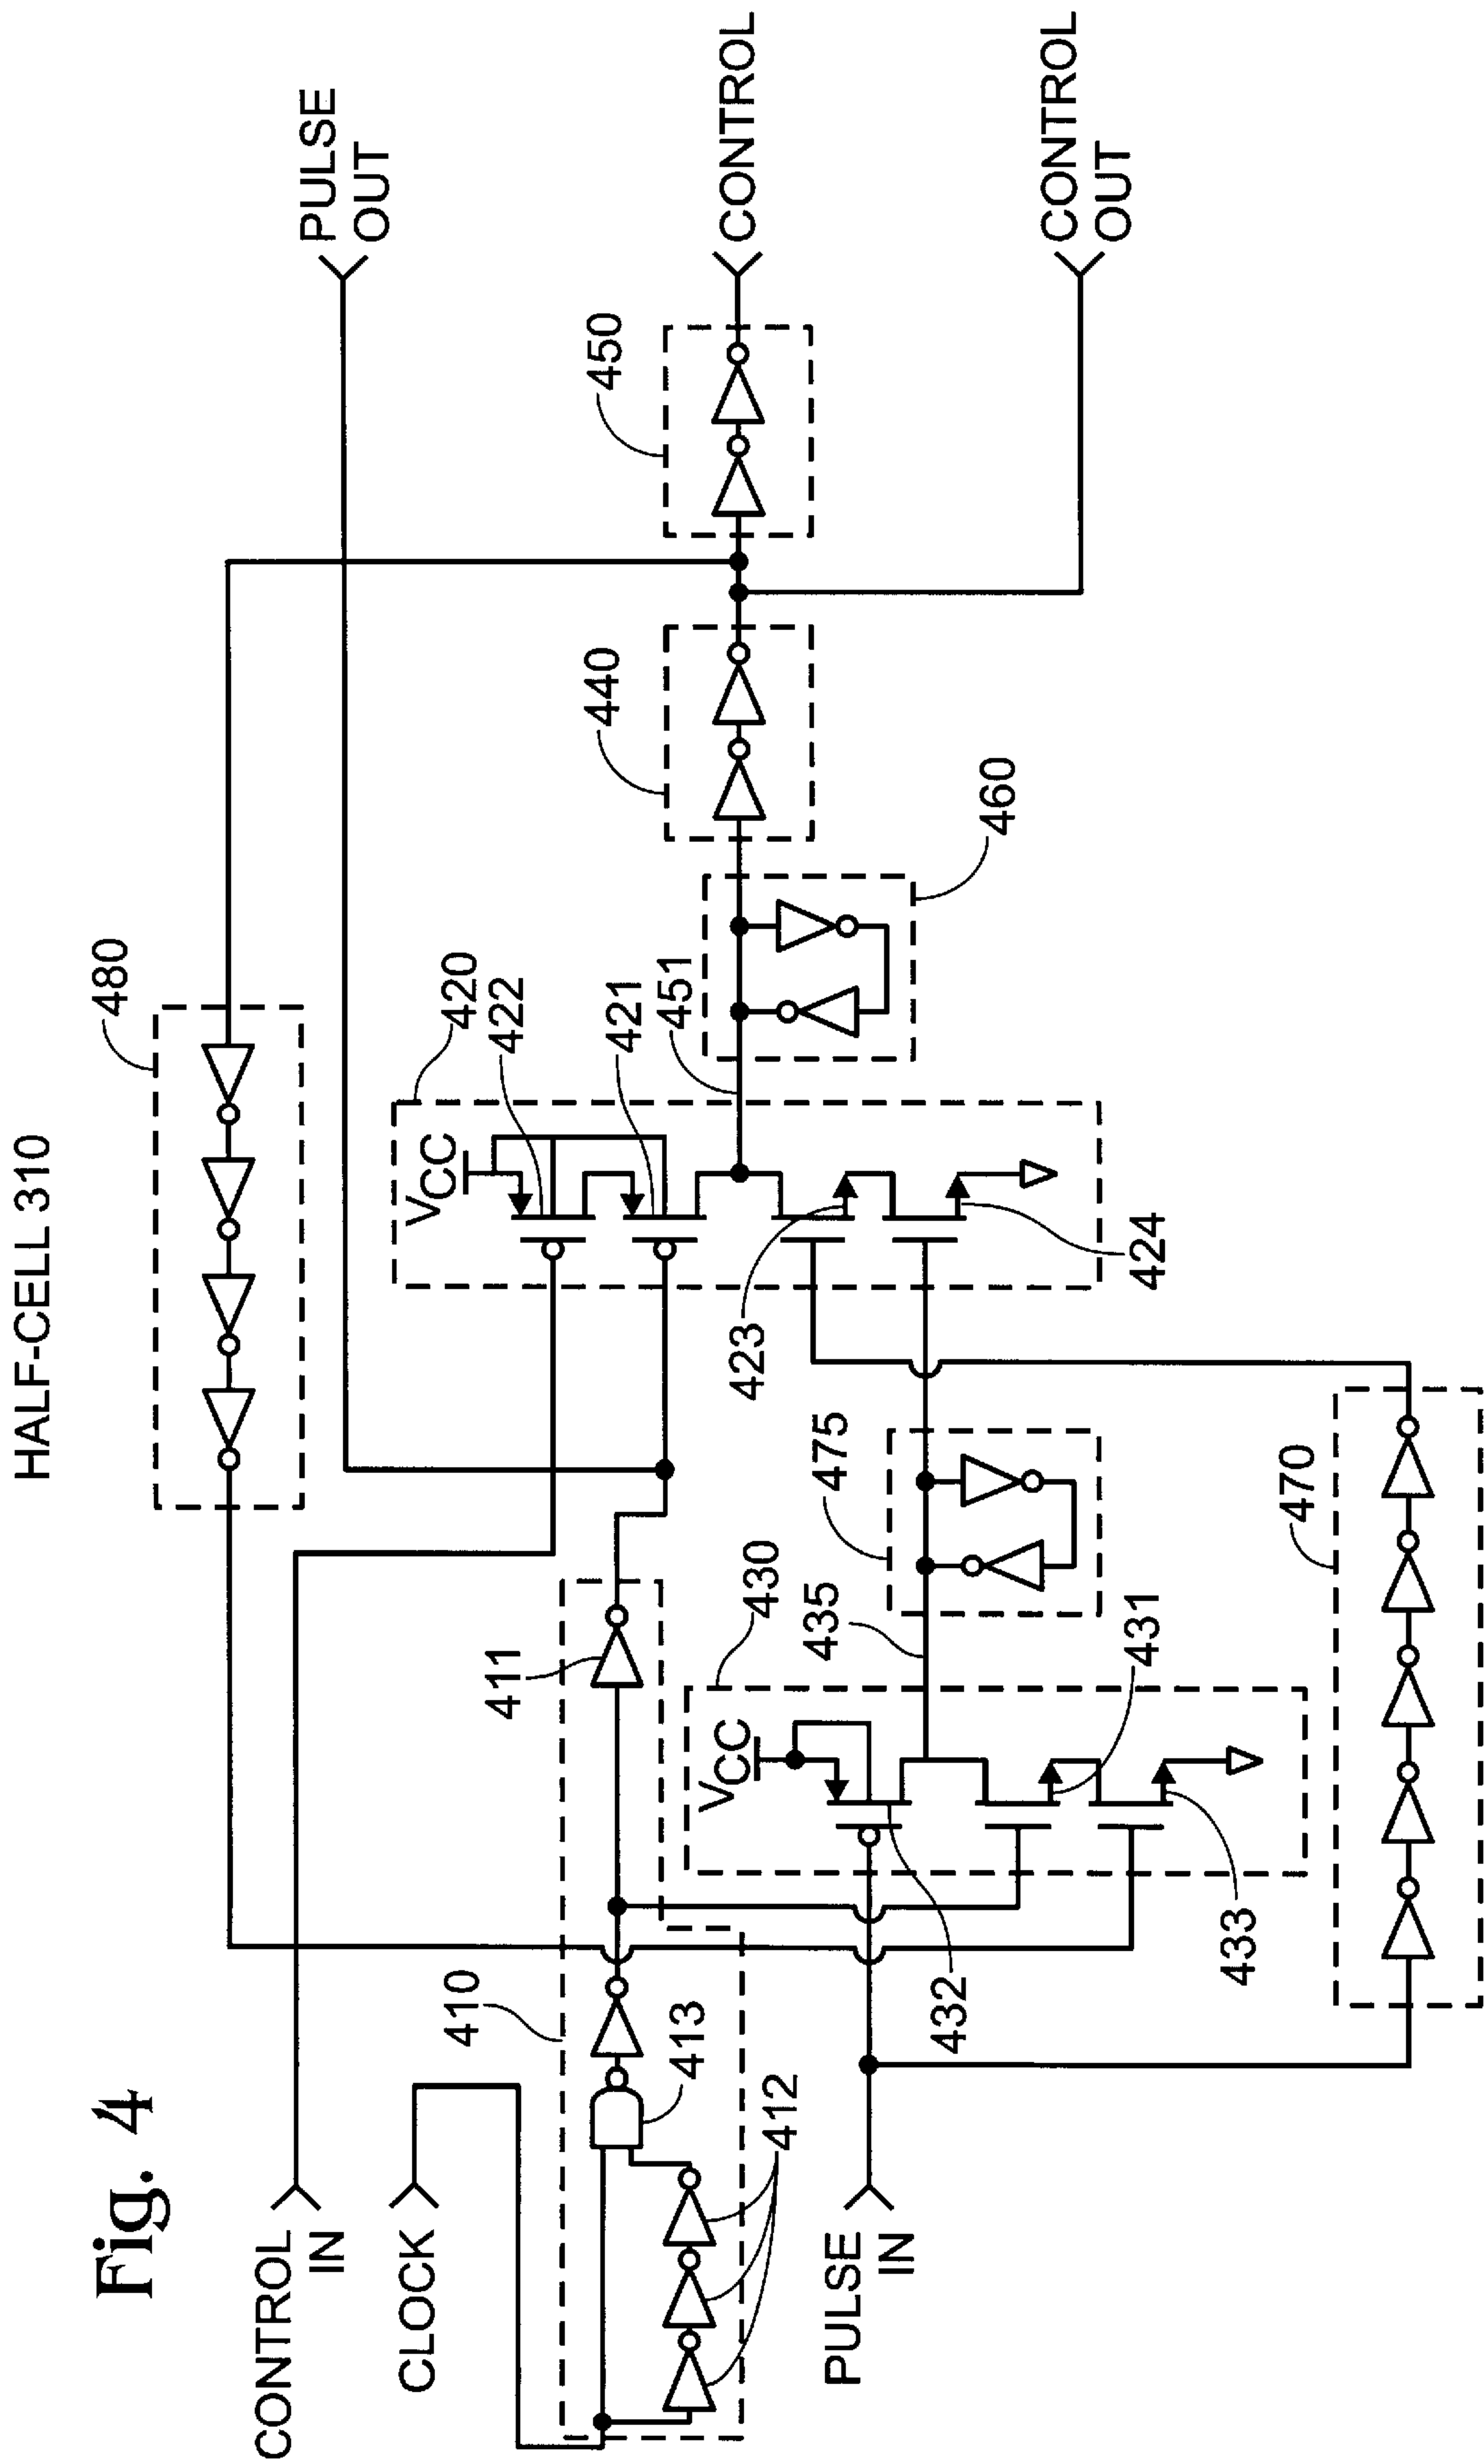 Fig. 4
HALF-CELL 310
CONTROL
IN
CLOCK
PULSE
IN
PULSE
OUT
CONTROL
CONTROL
OUT
480
420
422
421
451
VCC
423
424
460
440
450
410
411
412
413
430
435
VCC
431
432
433
475
470